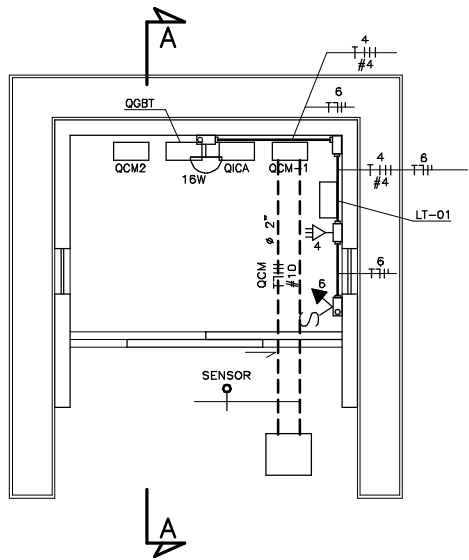 A
4
#4
6
QGBT
QCM2
16W
QICA
QCM-1
4
#4
6
LT-01
ø 2"
4
QCM
#10
6
6
SENSOR
A